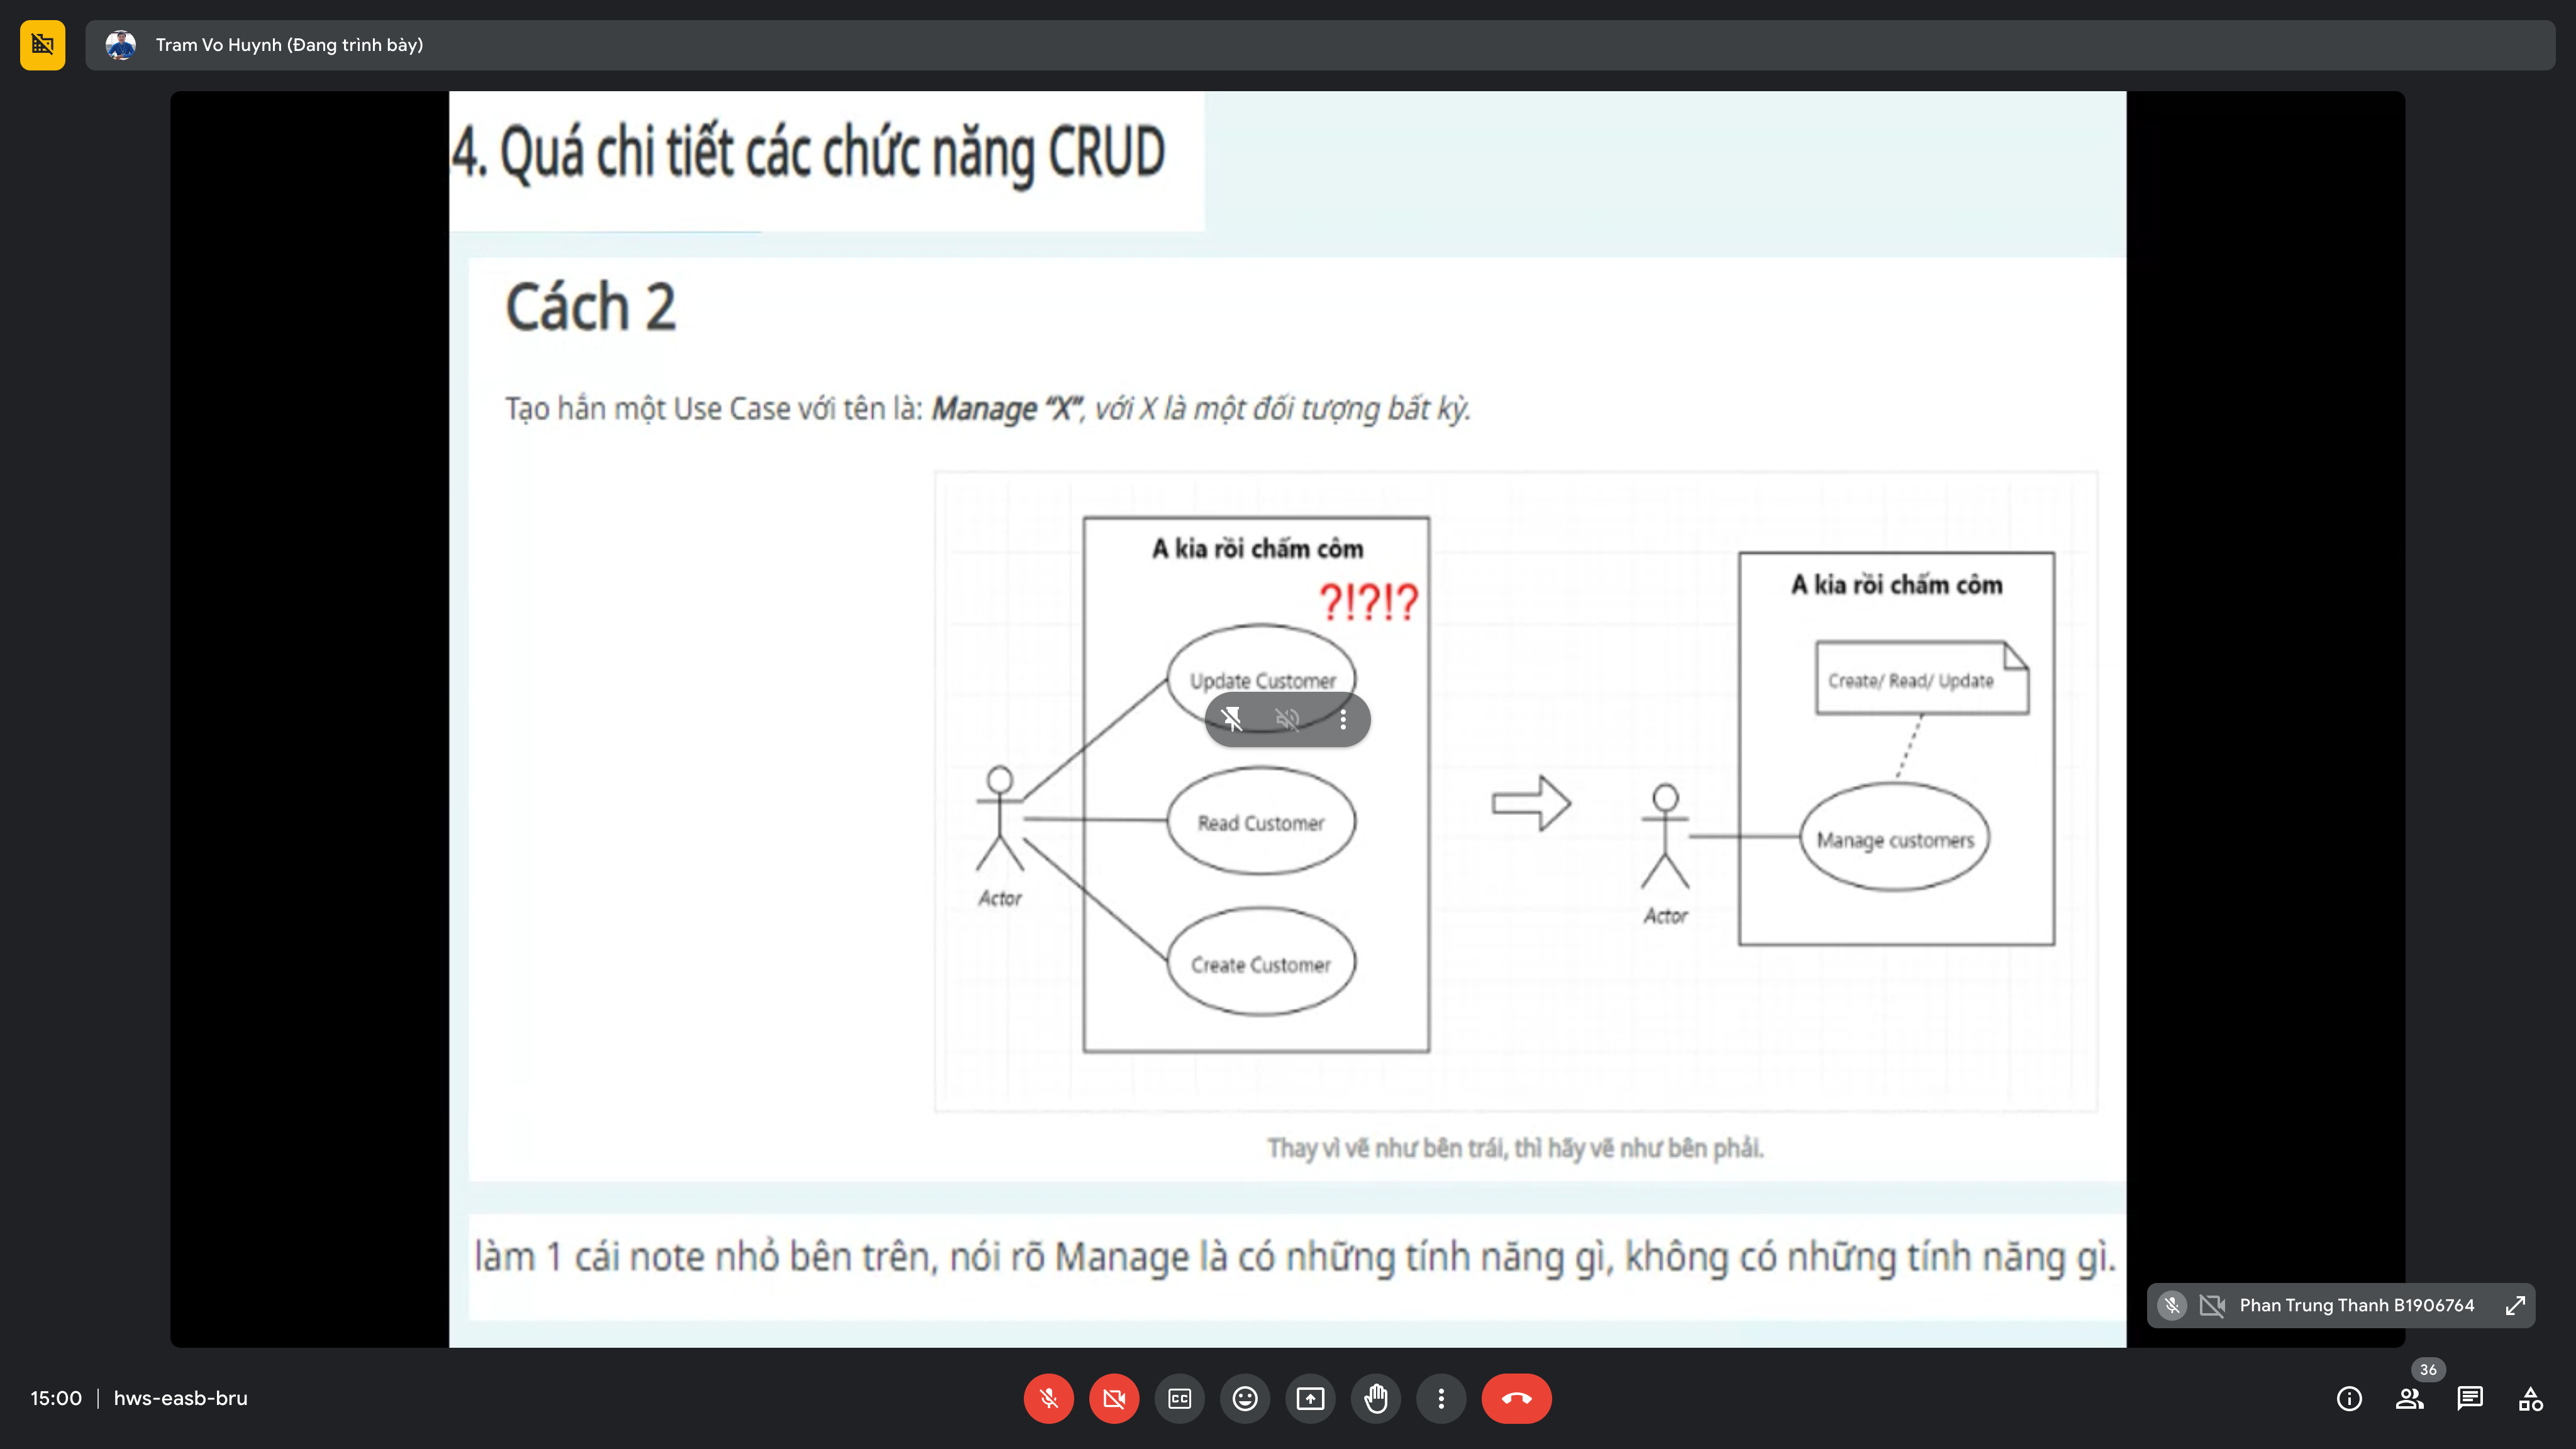 Tram Vo Huynh (Đang trình bày)
4. Quá chi tiết các chức năng CRUD
Cách 2
Tạo hẳn một Use Case với tên là: Manage “X”, với X là một đối tượng bất kỳ.
A kia rồi chấm côm
?!?!?
Update Customer
Read Customer
Create Customer
Actor
A kia rồi chấm côm
Create/ Read/ Update
Manage customers
Actor
Thay vì vẽ như bên trái, thì hãy vẽ như bên phải.
làm 1 cái note nhỏ bên trên, nói rõ Manage là có những tính năng gì, không có những tính năng gì.
Phan Trung Thanh B1906764
15:00 | hws-easb-bru
CC
36